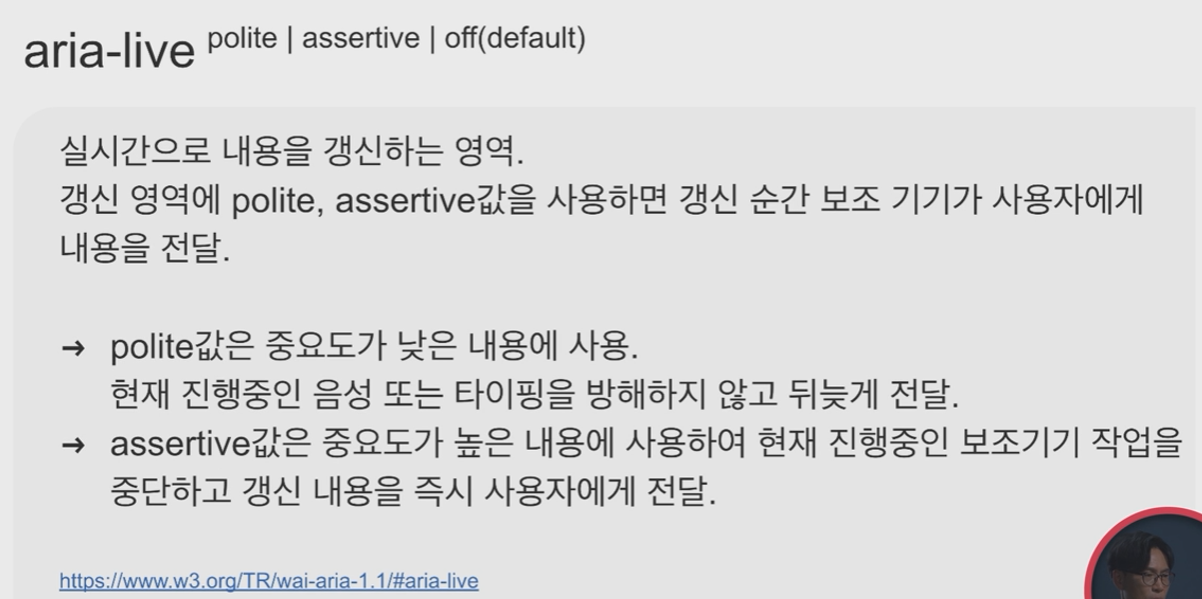 aria-live polite | assertive | off(default)
실시간으로 내용을 갱신하는 영역.
갱신 영역에 polite, assertive값을 사용하면 갱신 순간 보조 기기가 사용자에게
내용을 전달.
→ polite값은 중요도가 낮은 내용에 사용.
현재 진행중인 음성 또는 타이핑을 방해하지 않고 뒤늦게 전달.
→ assertive값은 중요도가 높은 내용에 사용하여 현재 진행중인 보조기기 작업을
중단하고 갱신 내용을 즉시 사용자에게 전달.
https://www.w3.org/TR/wai-aria-1.1/#aria-live